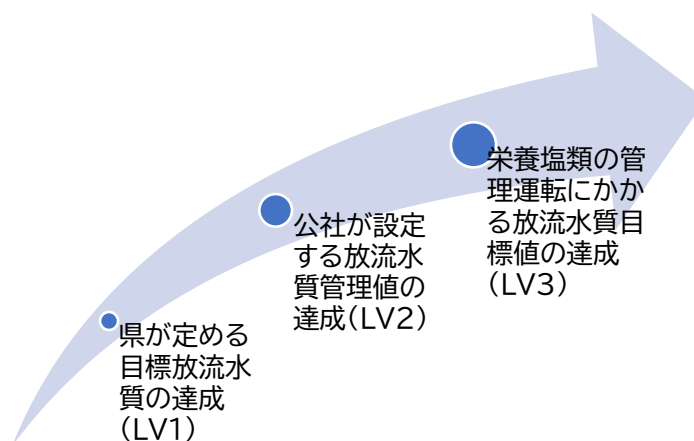 県が定める
目標放流水
質の達成
(LV1)
公社が設定
する放流水
質管理値の
達成(LV2)
栄養塩類の管
理運転にかか
る放流水質目
標値の達成
(LV3)